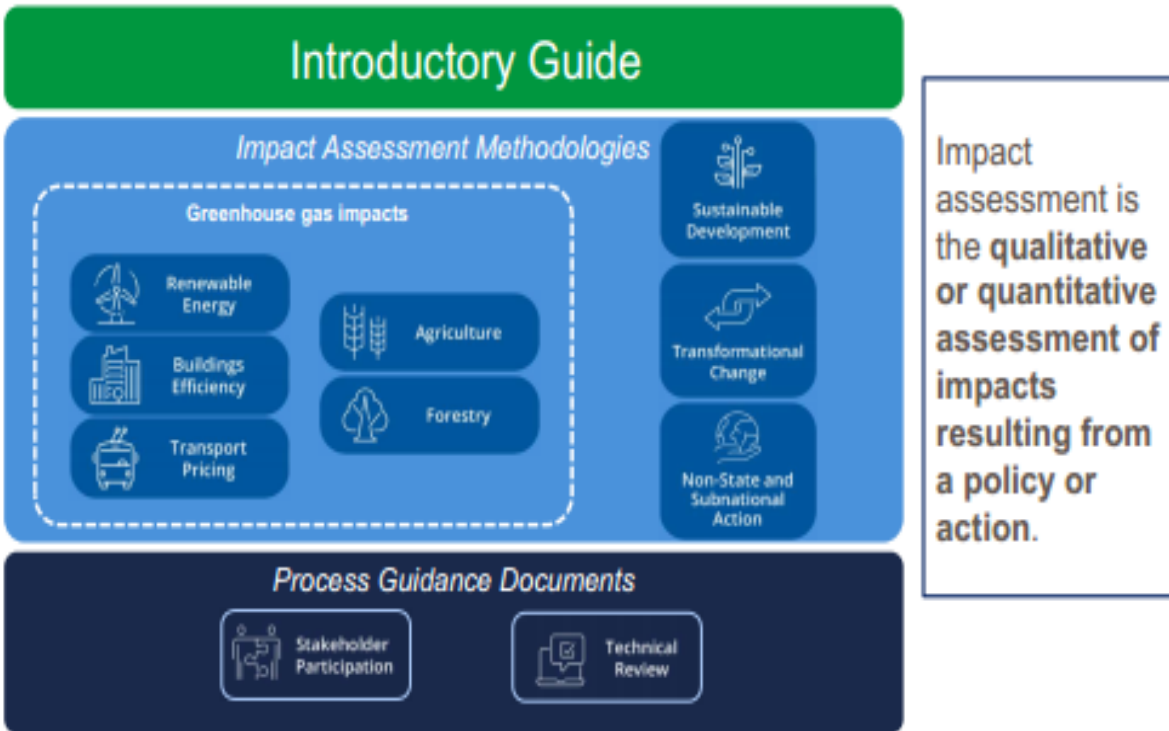 Introductory Guide
Impact Assessment Methodologies
Greenhouse gas impacts
Renewable
Energy
Buildings
Efficiency
Transport
Pricing
Agriculture
Forestry
Sustainable
Development
Transformational
Change
Non-State and
Subnational
Action
Process Guidance Documents
Stakeholder
Participation
Technical
Review
Impact
assessment is
the qualitative
or quantitative
assessment of
impacts
resulting from
a policy or
action.